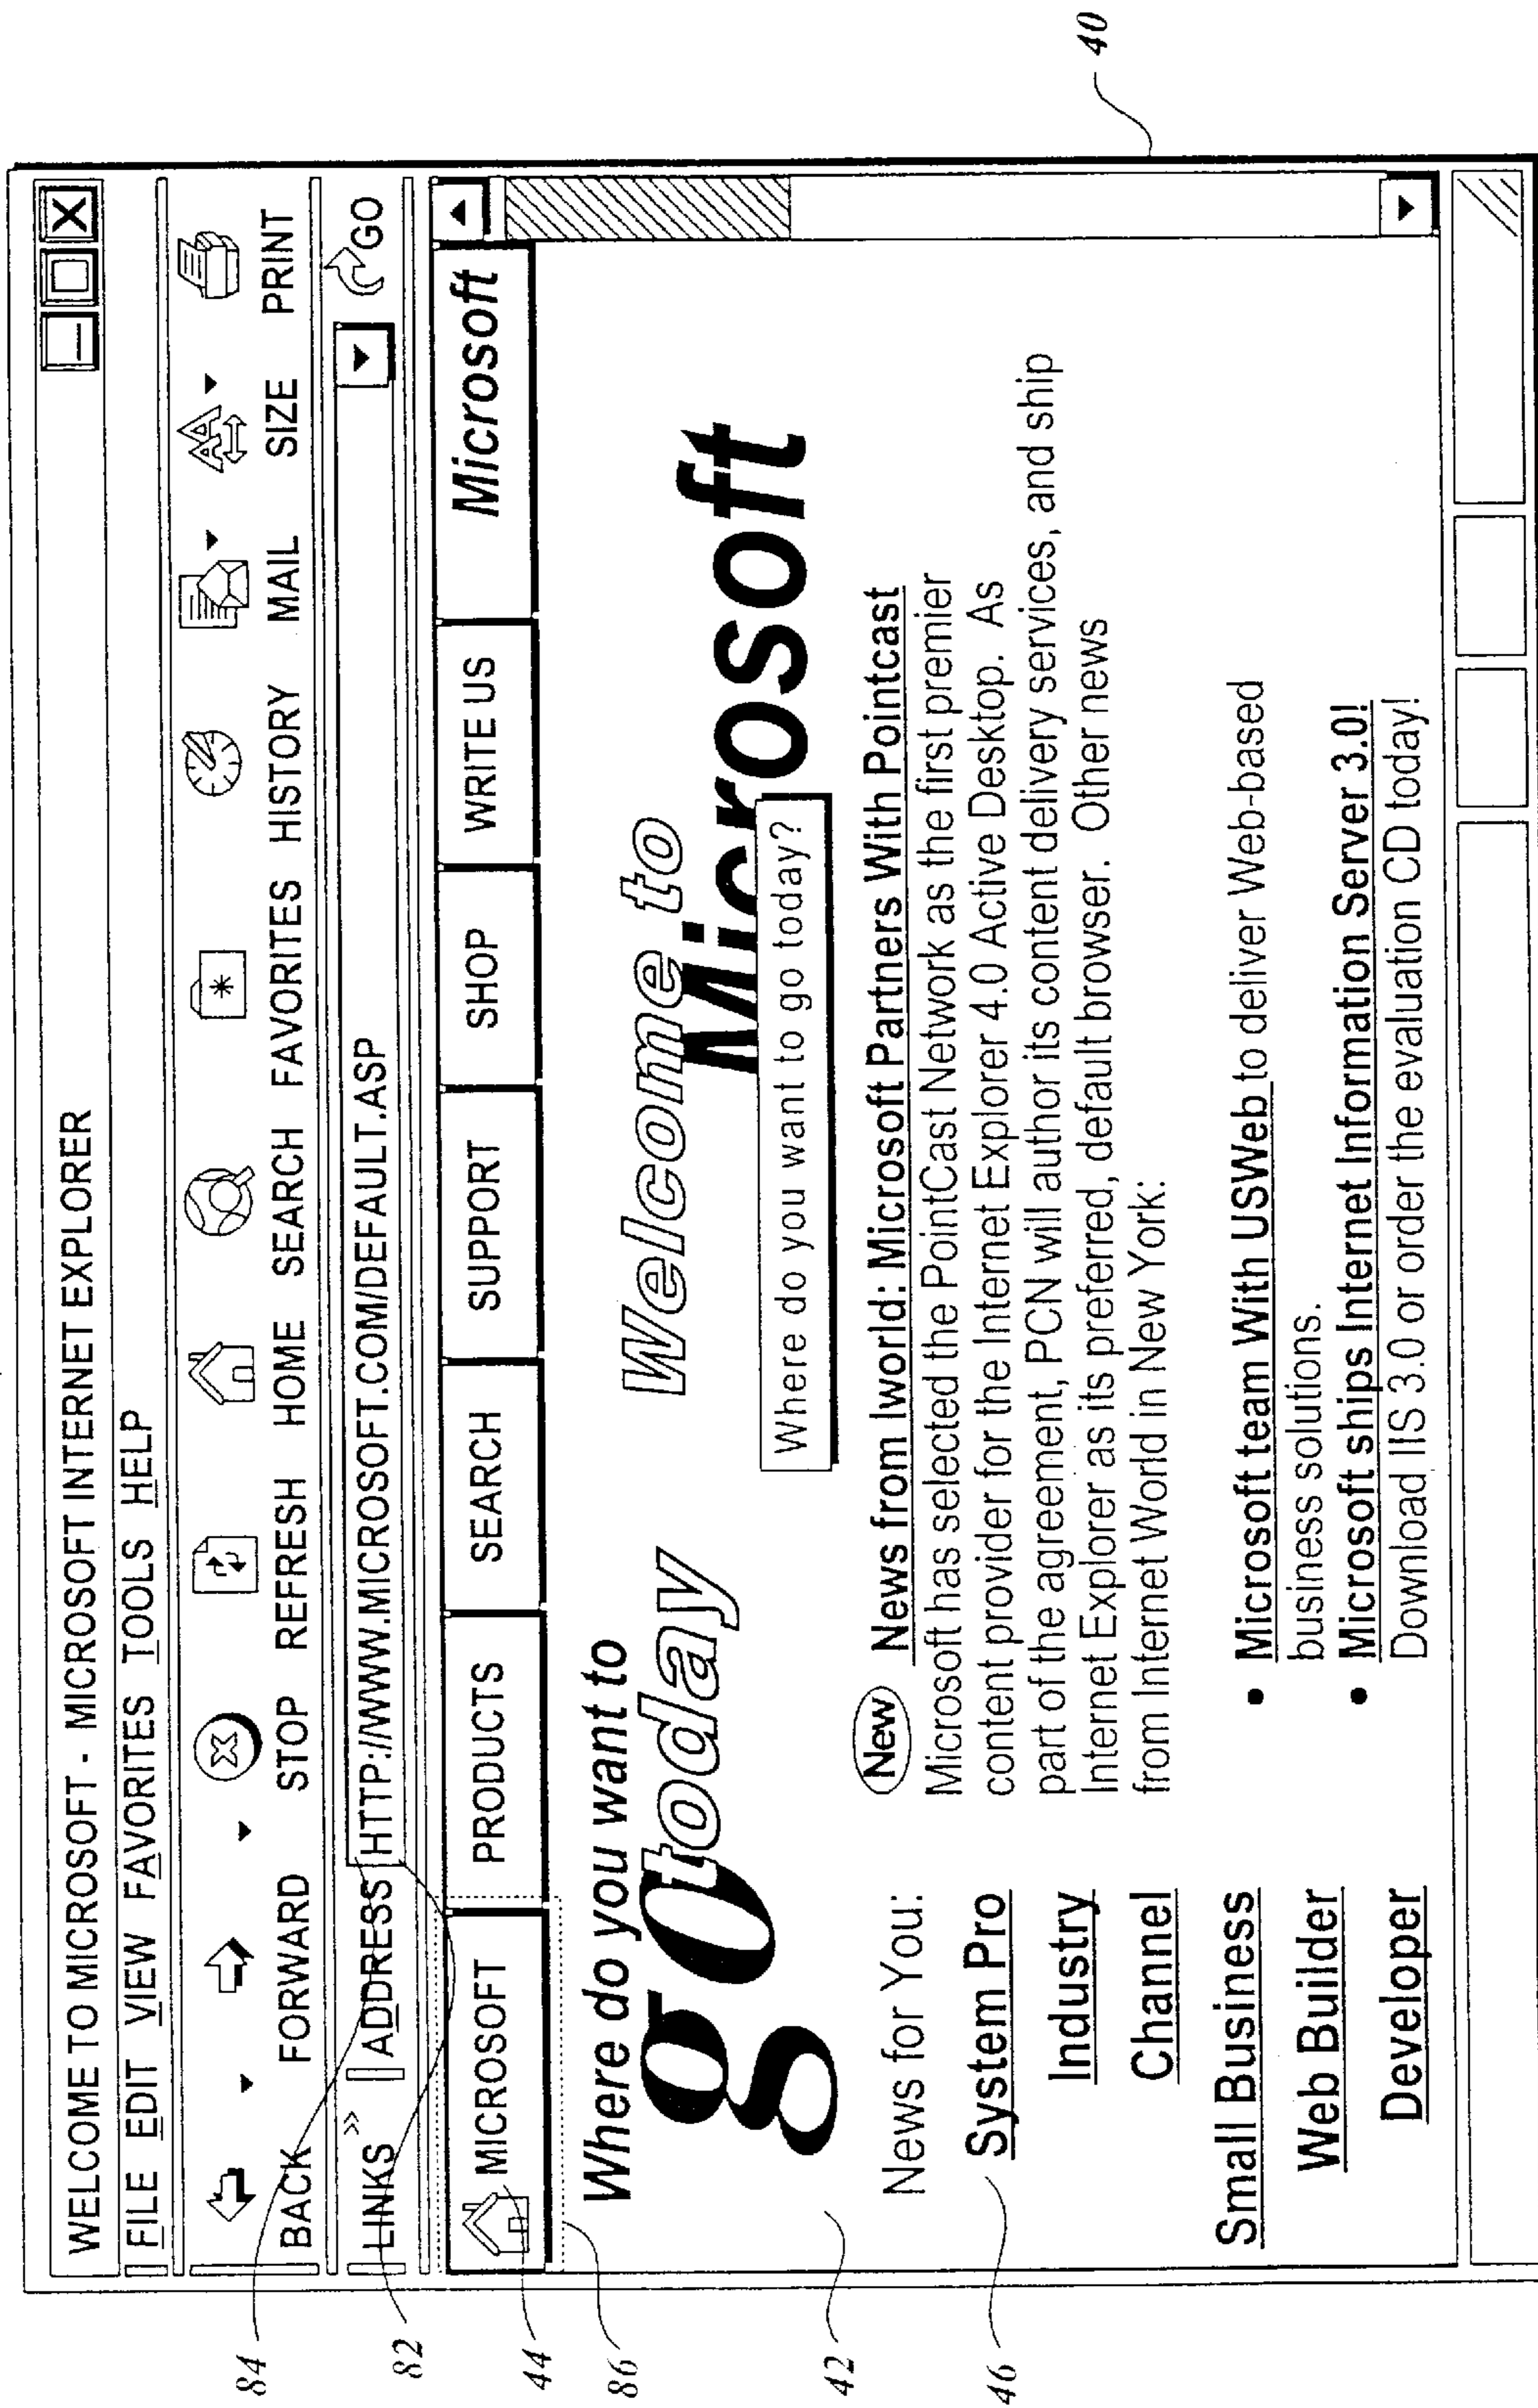 WELCOME TO MICROSOFT - MICROSOFT INTERNET EXPLORER
FILE EDIT VIEW FAVORITES TOOLS HELP
BACK FORWARD STOP REFRESH HOME SEARCH FAVORITES HISTORY MAIL SIZE PRINT
LINKS » ADDRESS HTTP://WWW.MICROSOFT.COM/DEFAULT.ASP GO
MICROSOFT PRODUCTS SEARCH SUPPORT SHOP WRITE US Microsoft
Where do you want to
go today
Welcome to
Microsoft
Where do you want to go today?
News for You:
System Pro
Industry
Channel
Small Business
Web Builder
Developer
New News from Iworld: Microsoft Partners With Pointcast
Microsoft has selected the PointCast Network as the first premier
content provider for the Internet Explorer 4.0 Active Desktop. As
part of the agreement, PCN will author its content delivery services, and ship
Internet Explorer as its preferred, default browser. Other news
from Internet World in New York:
• Microsoft team With USWeb to deliver Web-based
business solutions.
• Microsoft ships Internet Information Server 3.0!
Download IIS 3.0 or order the evaluation CD today!
84
82
44
86
42
46
40